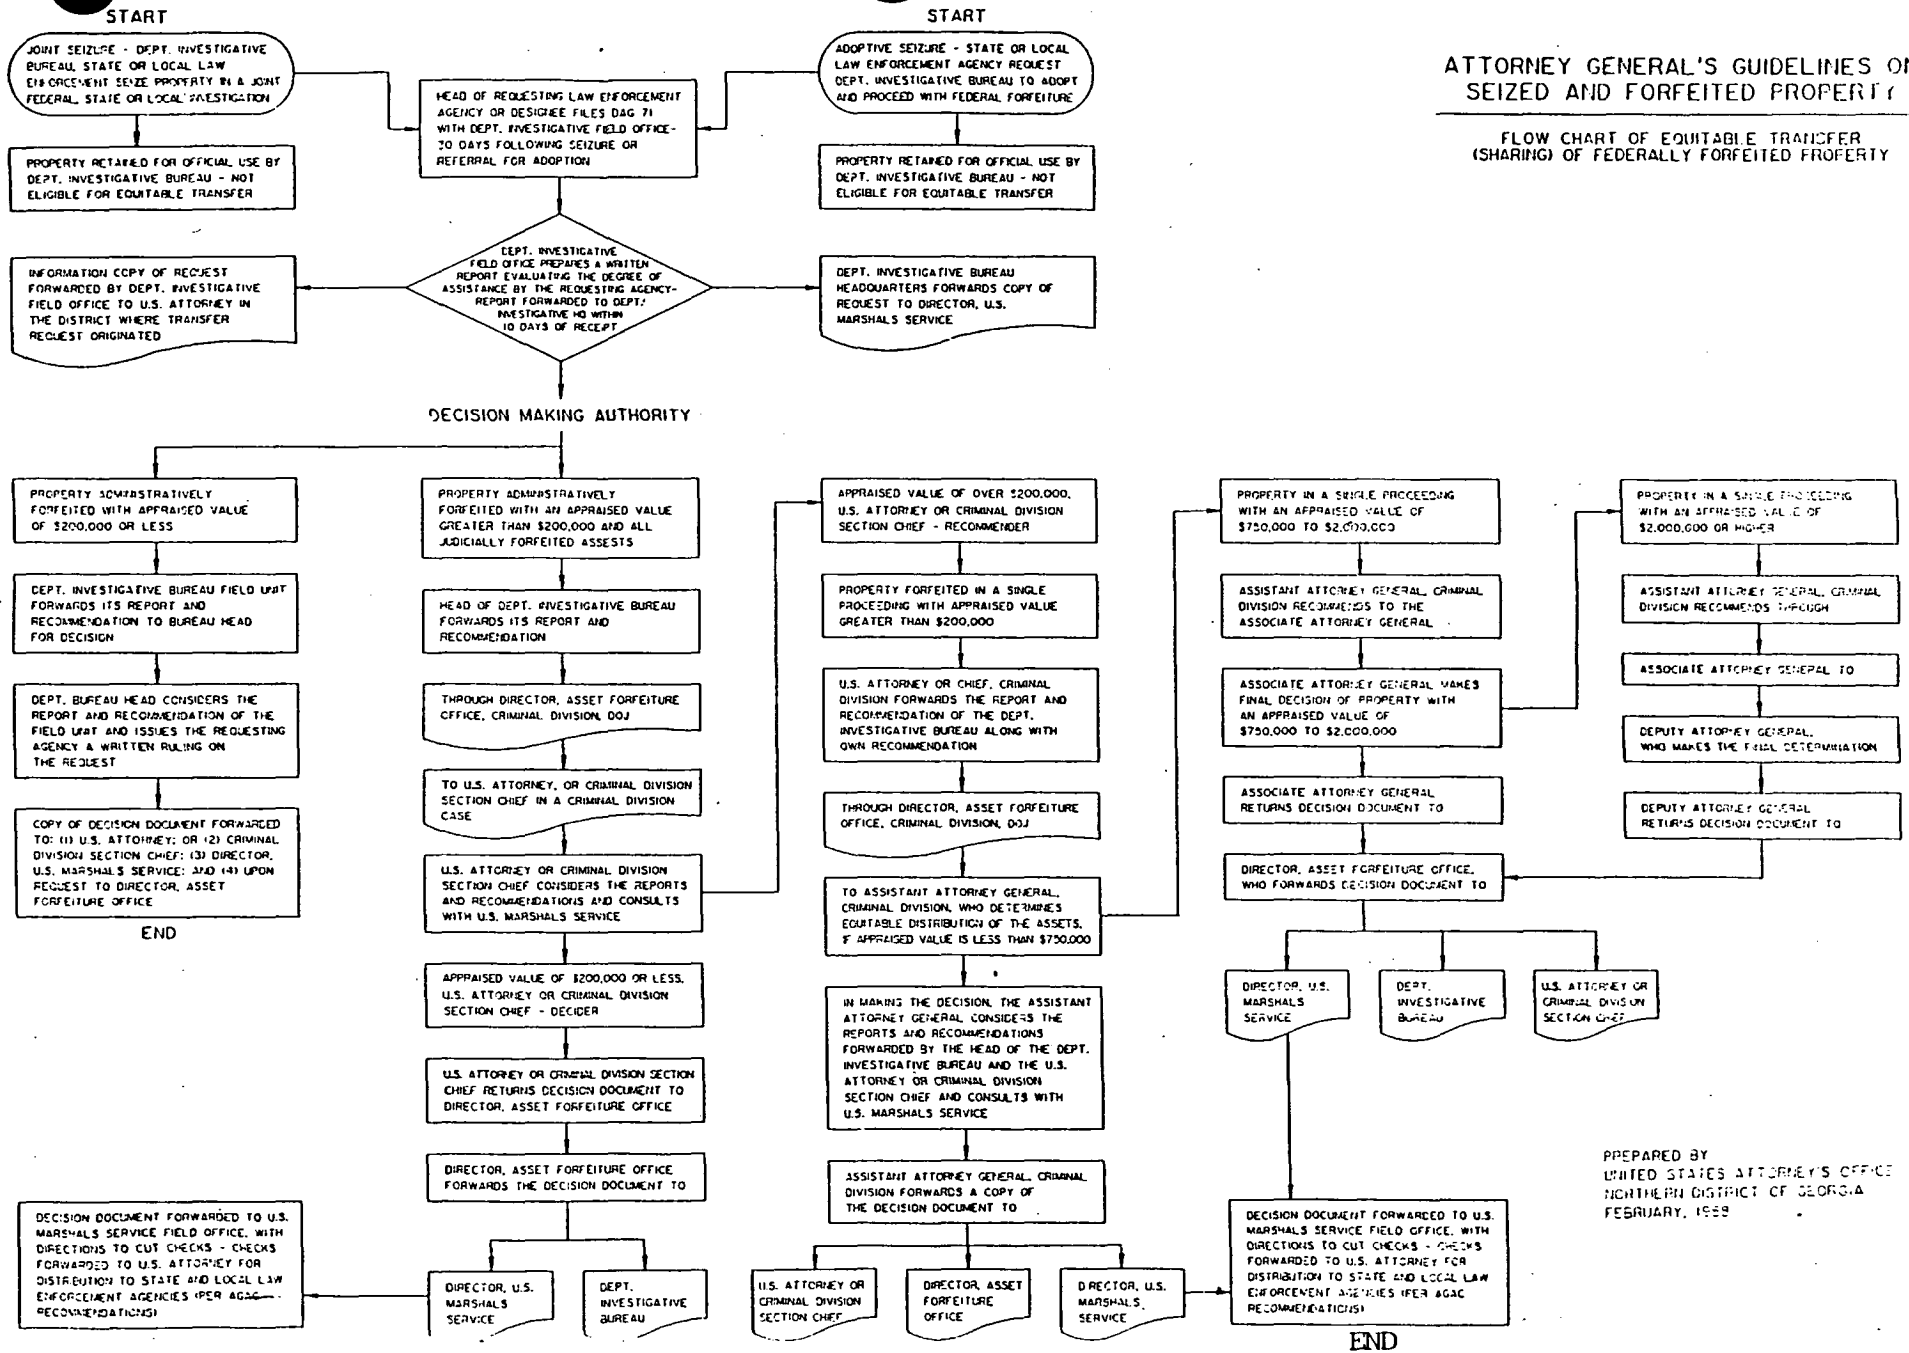 START
JOINT SEIZURE - DEPT. INVESTIGATIVE
BUREAU, STATE OR LOCAL LAW
ENFORCEMENT SEIZE PROPERTY IN A JOINT
FEDERAL, STATE OR LOCAL INVESTIGATION
PROPERTY RETAINED FOR OFFICIAL USE BY
DEPT. INVESTIGATIVE BUREAU - NOT
ELIGIBLE FOR EQUITABLE TRANSFER
HEAD OF REQUESTING LAW ENFORCEMENT
AGENCY OR DESIGNEE FILES DAG 71
WITH DEPT. INVESTIGATIVE FIELD OFFICE-
30 DAYS FOLLOWING SEIZURE OR
REFERRAL FOR ADOPTION
START
ADOPTIVE SEIZURE - STATE OR LOCAL
LAW ENFORCEMENT AGENCY REQUEST
DEPT. INVESTIGATIVE BUREAU TO ADOPT
AND PROCEED WITH FEDERAL FORFEITURE
PROPERTY RETAINED FOR OFFICIAL USE BY
DEPT. INVESTIGATIVE BUREAU - NOT
ELIGIBLE FOR EQUITABLE TRANSFER
ATTORNEY GENERAL'S GUIDELINES ON
SEIZED AND FORFEITED PROPERTY
FLOW CHART OF EQUITABLE TRANSFER
(SHARING) OF FEDERALLY FORFEITED PROPERTY
INFORMATION COPY OF REQUEST
FORWARDED BY DEPT. INVESTIGATIVE
FIELD OFFICE TO U.S. ATTORNEY IN
THE DISTRICT WHERE TRANSFER
REQUEST ORIGINATED
DEPT. INVESTIGATIVE
FIELD OFFICE PREPARES A WRITTEN
REPORT EVALUATING THE DEGREE OF
ASSISTANCE BY THE REQUESTING AGENCY-
REPORT FORWARDED TO DEPT.
INVESTIGATIVE HQ WITHIN
10 DAYS OF RECEIPT
DEPT. INVESTIGATIVE BUREAU
HEADQUARTERS FORWARDS COPY OF
REQUEST TO DIRECTOR, U.S.
MARSHALS SERVICE
DECISION MAKING AUTHORITY
PROPERTY ADMINISTRATIVELY
FORFEITED WITH APPRAISED VALUE
OF $200,000 OR LESS
DEPT. INVESTIGATIVE BUREAU FIELD UNIT
FORWARDS ITS REPORT AND
RECOMMENDATION TO BUREAU HEAD
FOR DECISION
DEPT. BUREAU HEAD CONSIDERS THE
REPORT AND RECOMMENDATION OF THE
FIELD UNIT AND ISSUES THE REQUESTING
AGENCY A WRITTEN RULING ON
THE REQUEST
COPY OF DECISION DOCUMENT FORWARDED
TO: (1) U.S. ATTORNEY; OR (2) CRIMINAL
DIVISION SECTION CHIEF; (3) DIRECTOR,
U.S. MARSHALS SERVICE; AND (4) UPON
REQUEST TO DIRECTOR, ASSET
FORFEITURE OFFICE
END
PROPERTY ADMINISTRATIVELY
FORFEITED WITH AN APPRAISED VALUE
GREATER THAN $200,000 AND ALL
JUDICIALLY FORFEITED ASSESTS
HEAD OF DEPT. INVESTIGATIVE BUREAU
FORWARDS ITS REPORT AND
RECOMMENDATION
THROUGH DIRECTOR, ASSET FORFEITURE
OFFICE, CRIMINAL DIVISION, DOJ
TO U.S. ATTORNEY, OR CRIMINAL DIVISION
SECTION CHIEF IN A CRIMINAL DIVISION
CASE
U.S. ATTORNEY OR CRIMINAL DIVISION
SECTION CHIEF CONSIDERS THE REPORTS
AND RECOMMENDATIONS AND CONSULTS
WITH U.S. MARSHALS SERVICE
APPRAISED VALUE OF $200,000 OR LESS,
U.S. ATTORNEY OR CRIMINAL DIVISION
SECTION CHIEF - DECIDER
U.S. ATTORNEY OR CRIMINAL DIVISION SECTION
CHIEF RETURNS DECISION DOCUMENT TO
DIRECTOR, ASSET FORFEITURE OFFICE
DIRECTOR, ASSET FORFEITURE OFFICE
FORWARDS THE DECISION DOCUMENT TO
DIRECTOR, U.S.
MARSHALS
SERVICE
DEPT.
INVESTIGATIVE
BUREAU
DECISION DOCUMENT FORWARDED TO U.S.
MARSHALS SERVICE FIELD OFFICE, WITH
DIRECTIONS TO CUT CHECKS - CHECKS
FORWARDED TO U.S. ATTORNEY FOR
DISTRIBUTION TO STATE AND LOCAL LAW
ENFORCEMENT AGENCIES (PER AGAC
RECOMMENDATIONS)
APPRAISED VALUE OF OVER $200,000,
U.S. ATTORNEY OR CRIMINAL DIVISION
SECTION CHIEF - RECOMMENDER
PROPERTY FORFEITED IN A SINGLE
PROCEEDING WITH APPRAISED VALUE
GREATER THAN $200,000
U.S. ATTORNEY OR CHIEF, CRIMINAL
DIVISION FORWARDS THE REPORT AND
RECOMMENDATION OF THE DEPT.
INVESTIGATIVE BUREAU ALONG WITH
OWN RECOMMENDATION
THROUGH DIRECTOR, ASSET FORFEITURE
OFFICE, CRIMINAL DIVISION, DOJ
TO ASSISTANT ATTORNEY GENERAL,
CRIMINAL DIVISION, WHO DETERMINES
EQUITABLE DISTRIBUTION OF THE ASSETS,
IF APPRAISED VALUE IS LESS THAN $750,000
IN MAKING THE DECISION, THE ASSISTANT
ATTORNEY GENERAL CONSIDERS THE
REPORTS AND RECOMMENDATIONS
FORWARDED BY THE HEAD OF THE DEPT.
INVESTIGATIVE BUREAU AND THE U.S.
ATTORNEY OR CRIMINAL DIVISION
SECTION CHIEF AND CONSULTS WITH
U.S. MARSHALS SERVICE
ASSISTANT ATTORNEY GENERAL, CRIMINAL
DIVISION FORWARDS A COPY OF
THE DECISION DOCUMENT TO
U.S. ATTORNEY OR
CRIMINAL DIVISION
SECTION CHIEF
DIRECTOR, ASSET
FORFEITURE
OFFICE
DIRECTOR, U.S.
MARSHALS
SERVICE
PROPERTY IN A SINGLE PROCEEDING
WITH AN APPRAISED VALUE OF
$750,000 TO $2,000,000
ASSISTANT ATTORNEY GENERAL, CRIMINAL
DIVISION RECOMMENDS TO THE
ASSOCIATE ATTORNEY GENERAL
ASSOCIATE ATTORNEY GENERAL MAKES
FINAL DECISION OF PROPERTY WITH
AN APPRAISED VALUE OF
$750,000 TO $2,000,000
ASSOCIATE ATTORNEY GENERAL
RETURNS DECISION DOCUMENT TO
DIRECTOR, ASSET FORFEITURE OFFICE,
WHO FORWARDS DECISION DOCUMENT TO
DIRECTOR, U.S.
MARSHALS
SERVICE
DEPT.
INVESTIGATIVE
BUREAU
U.S. ATTORNEY OR
CRIMINAL DIVISION
SECTION CHIEF
DECISION DOCUMENT FORWARDED TO U.S.
MARSHALS SERVICE FIELD OFFICE, WITH
DIRECTIONS TO CUT CHECKS - CHECKS
FORWARDED TO U.S. ATTORNEY FOR
DISTRIBUTION TO STATE AND LOCAL LAW
ENFORCEMENT AGENCIES (PER AGAC
RECOMMENDATIONS)
END
PROPERTY IN A SINGLE PROCEEDING
WITH AN APPRAISED VALUE OF
$2,000,000 OR HIGHER
ASSISTANT ATTORNEY GENERAL, CRIMINAL
DIVISION RECOMMENDS THROUGH
ASSOCIATE ATTORNEY GENERAL TO
DEPUTY ATTORNEY GENERAL,
WHO MAKES THE FINAL DETERMINATION
DEPUTY ATTORNEY GENERAL
RETURNS DECISION DOCUMENT TO
PREPARED BY
UNITED STATES ATTORNEY'S OFFICE
NORTHERN DISTRICT OF GEORGIA
FEBRUARY,